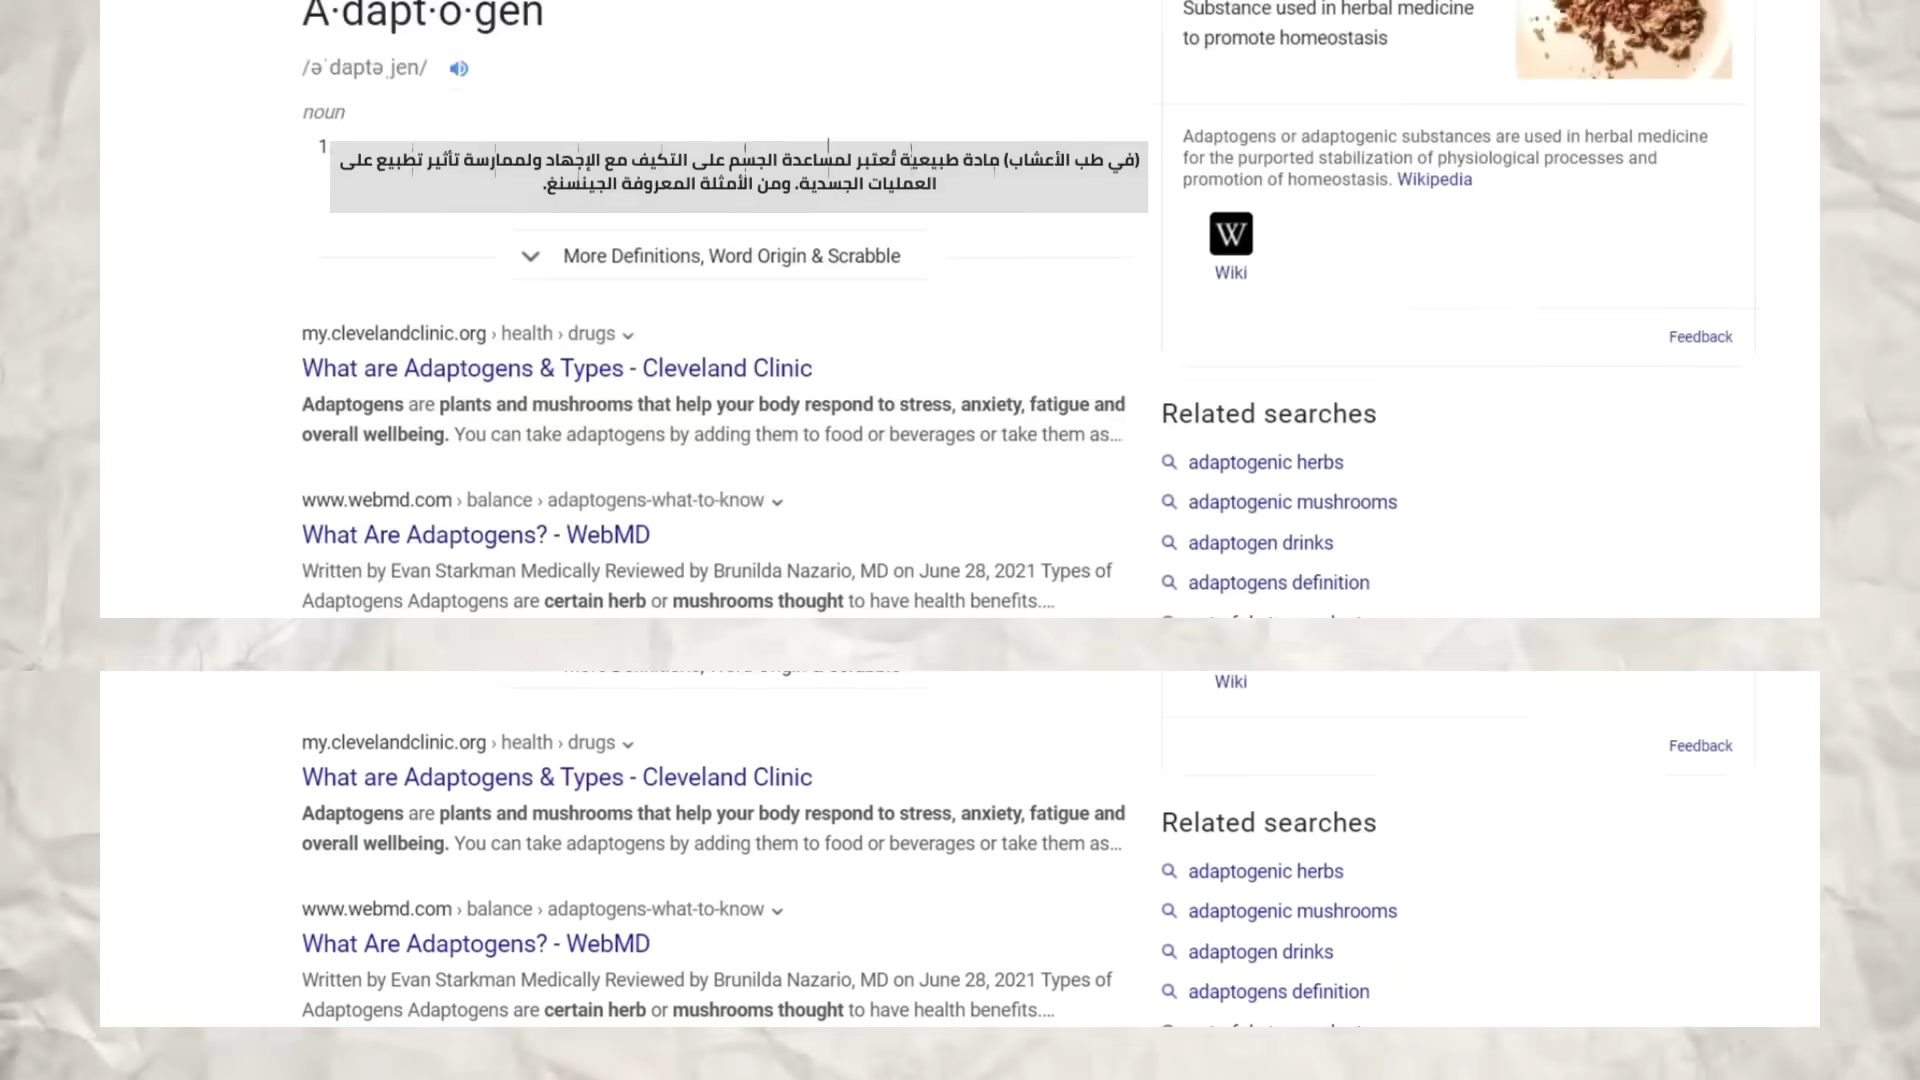 A·dapt·o·gen
/əˈdaptəˌjen/
noun
1
(في طب الأعشاب) مادة طبيعية تُعتبر لمساعدة الجسم على التكيف مع الإجهاد ولممارسة تأثير تطبيع على
العمليات الجسدية. ومن الأمثلة المعروفة الجينسنغ.
More Definitions, Word Origin & Scrabble
my.clevelandclinic.org › health › drugs
What are Adaptogens & Types - Cleveland Clinic
Adaptogens are plants and mushrooms that help your body respond to stress, anxiety, fatigue and
overall wellbeing. You can take adaptogens by adding them to food or beverages or take them as...
www.webmd.com › balance › adaptogens-what-to-know
What Are Adaptogens? - WebMD
Written by Evan Starkman Medically Reviewed by Brunilda Nazario, MD on June 28, 2021 Types of
Adaptogens Adaptogens are certain herb or mushrooms thought to have health benefits....
Substance used in herbal medicine
to promote homeostasis
Adaptogens or adaptogenic substances are used in herbal medicine
for the purported stabilization of physiological processes and
promotion of homeostasis. Wikipedia
W
Wiki
Feedback
Related searches
adaptogenic herbs
adaptogenic mushrooms
adaptogen drinks
adaptogens definition
my.clevelandclinic.org › health › drugs
What are Adaptogens & Types - Cleveland Clinic
Adaptogens are plants and mushrooms that help your body respond to stress, anxiety, fatigue and
overall wellbeing. You can take adaptogens by adding them to food or beverages or take them as...
www.webmd.com › balance › adaptogens-what-to-know
What Are Adaptogens? - WebMD
Written by Evan Starkman Medically Reviewed by Brunilda Nazario, MD on June 28, 2021 Types of
Adaptogens Adaptogens are certain herb or mushrooms thought to have health benefits....
Wiki
Feedback
Related searches
adaptogenic herbs
adaptogenic mushrooms
adaptogen drinks
adaptogens definition